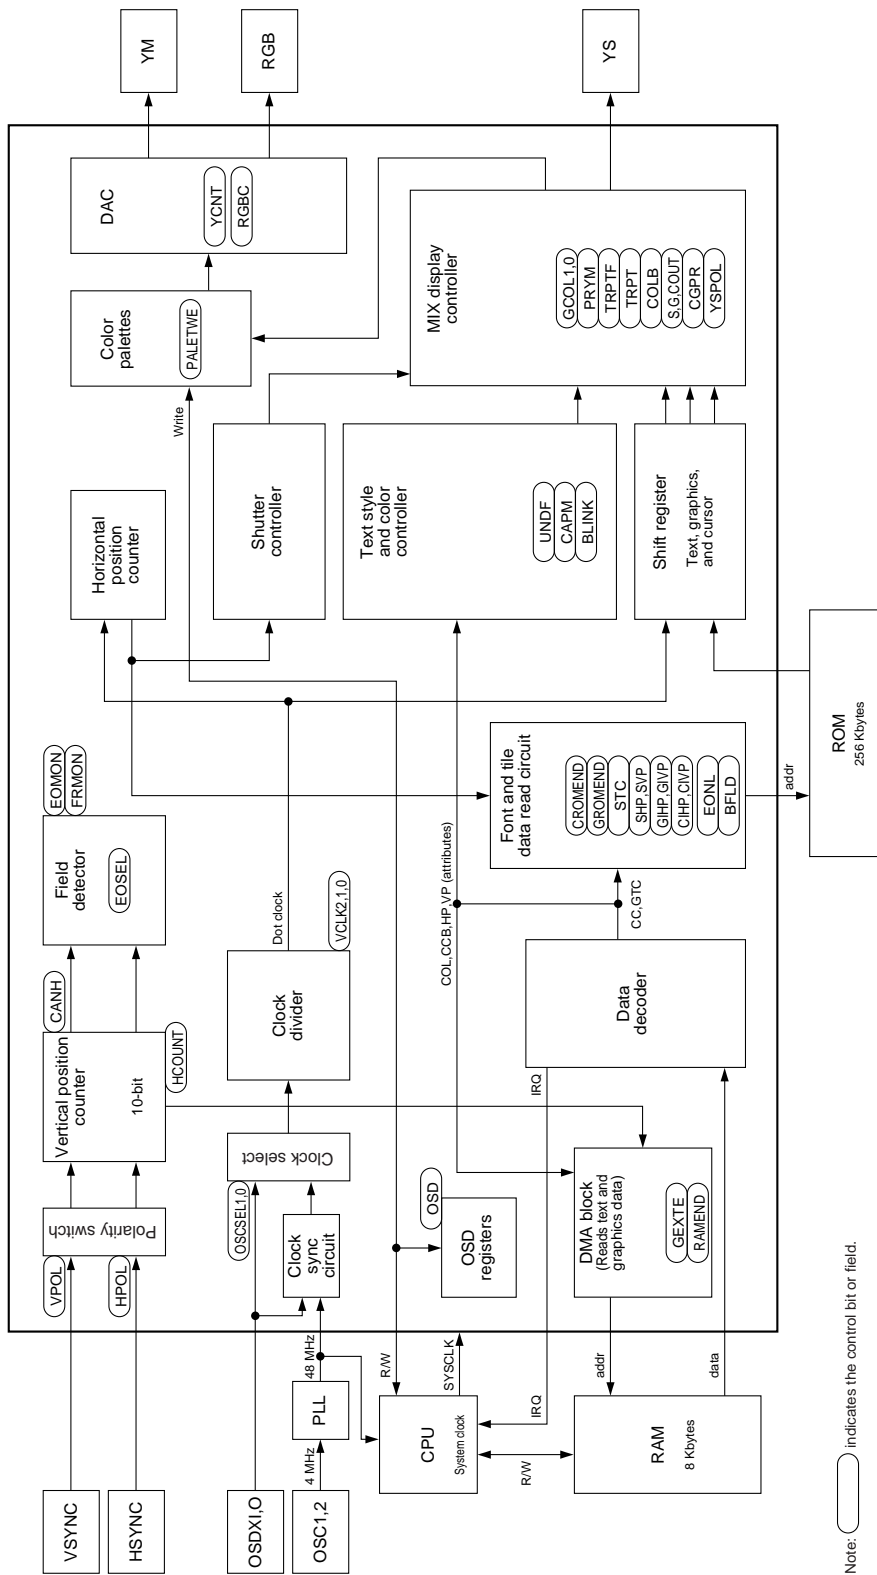 VSYNC
HSYNC
OSDXI,O
OSC1,2
4 MHz
PLL
48 MHz
VPOL
HPOL
Polarity switch
Vertical position
counter
10-bit
HCOUNT
CANH
Field
detector
EOSEL
EOMON
FRMON
OSCSEL1,0
Clock
sync
circuit
Clock select
Clock
divider
VCLK2,1,0
Dot clock
Horizontal
position
counter
Write
Color
palettes
PALETWE
DAC
YCNT
RGBC
YM
RGB
YS
Shutter
controller
Text style
and color
controller
UNDF
CAPM
BLINK
MIX display
controller
GCOL1,0
PRYM
TRPTF
TRPT
COLB
S,G,COUT
CGPR
YSPOL
Shift register
Text, graphics,
and cursor
CPU
System clock
R/W
SYSCLK
IRQ
R/W
OSD
OSD
registers
DMA block
(Reads text and
graphics data)
GEXTE
RAMEND
addr
data
RAM
8 Kbytes
IRQ
Data
decoder
COL,CCB,HP,VP (attributes)
CC,GTC
Font and tile
data read circuit
CROMEND
GROMEND
STC
SHP,SVP
GIHP,GIVP
CIHP,CIVP
EONL
BFLD
addr
ROM
256 Kbytes
Note: indicates the control bit or field.